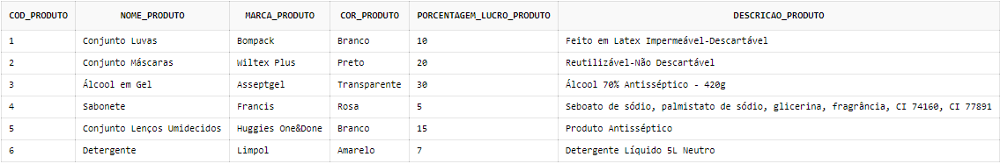 COD_PRODUTO NOME_PRODUTO MARCA_PRODUTO COR_PRODUTO PORCENTAGEM_LUCRO_PRODUTO DESCRICAO_PRODUTO
1 Conjunto Luvas Bompack Branco 10 Feito em Latex Impermeável-Descartável
2 Conjunto Máscaras Wiltex Plus Preto 20 Reutilizável-Não Descartável
3 Álcool em Gel Asseptgel Transparente 30 Álcool 70% Antisséptico - 420g
4 Sabonete Francis Rosa 5 Seboato de sódio, palmistato de sódio, glicerina, fragrância, CI 74160, CI 77891
5 Conjunto Lenços Umidecidos Huggies One&Done Branco 15 Produto Antisséptico
6 Detergente Limpol Amarelo 7 Detergente Líquido 5L Neutro